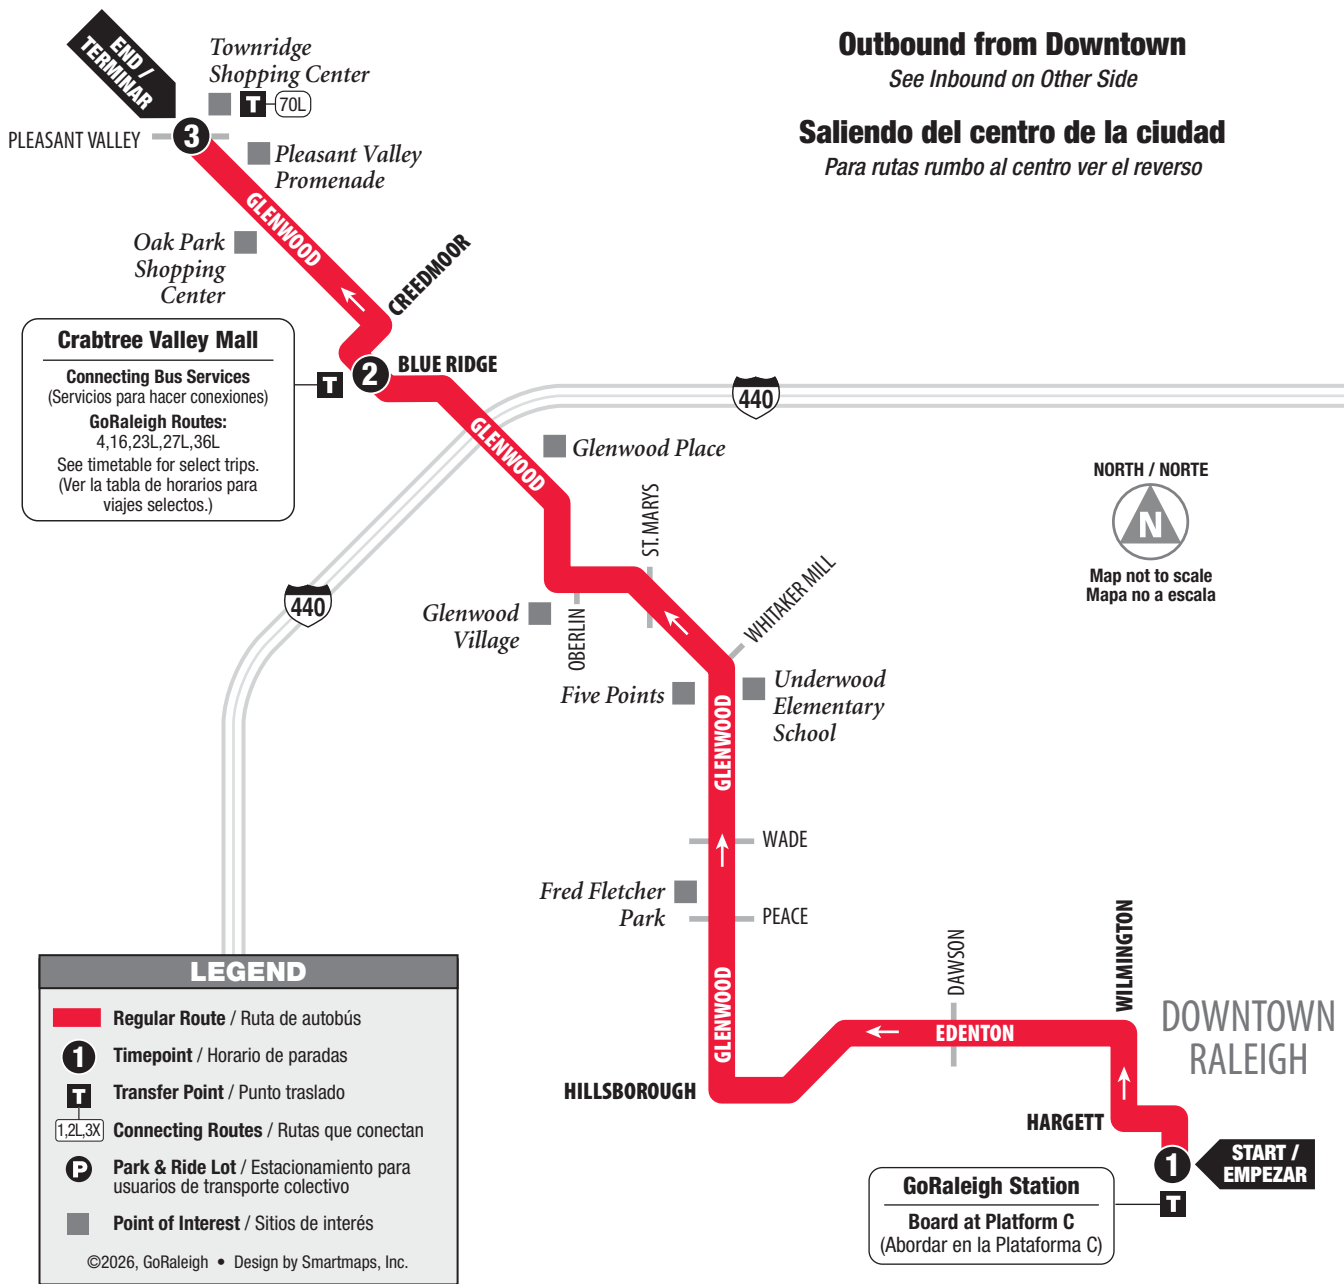 Outbound from Downtown
See Inbound on Other Side
Saliendo del centro de la ciudad
Para rutas rumbo al centro ver el reverso
END /
TERMINAR
Townridge
Shopping Center
T
70L
PLEASANT VALLEY
3
Pleasant Valley
Promenade
GLENWOOD
Oak Park
Shopping
Center
CREEDMOOR
Crabtree Valley Mall
Connecting Bus Services
(Servicios para hacer conexiones)
GoRaleigh Routes:
4,16,23L,27L,36L
See timetable for select trips.
(Ver la tabla de horarios para
viajes selectos.)
T
2
BLUE RIDGE
440
GLENWOOD
Glenwood Place
NORTH / NORTE
N
Map not to scale
Mapa no a escala
ST. MARYS
WHITAKER MILL
440
Glenwood
Village
OBERLIN
Five Points
Underwood
Elementary
School
GLENWOOD
WADE
Fred Fletcher
Park
PEACE
GLENWOOD
DAWSON
WILMINGTON
EDENTON
DOWNTOWN
RALEIGH
HILLSBOROUGH
HARGETT
1
START /
EMPEZAR
T
GoRaleigh Station
Board at Platform C
(Abordar en la Plataforma C)
LEGEND
Regular Route / Ruta de autobús
1
Timepoint / Horario de paradas
T
Transfer Point / Punto traslado
1,2L,3X
Connecting Routes / Rutas que conectan
P
Park & Ride Lot / Estacionamiento para
usuarios de transporte colectivo
Point of Interest / Sitios de interés
©2026, GoRaleigh • Design by Smartmaps, Inc.